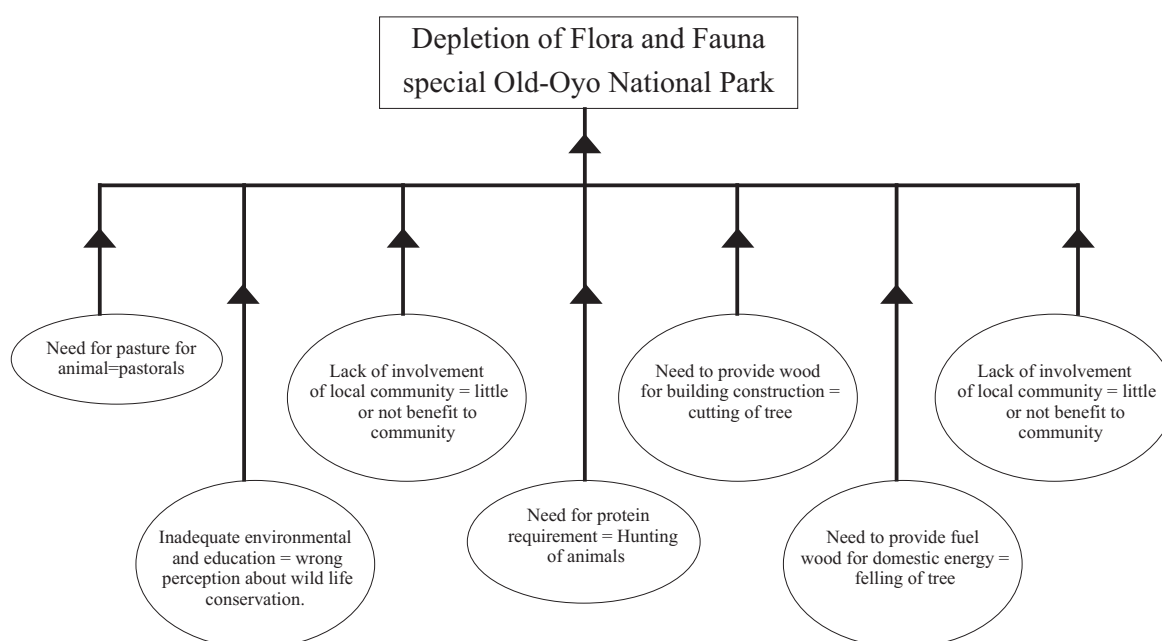 Depletion of Flora and Fauna
special Old-Oyo National Park
Need for pasture for
animal=pastorals
Lack of involvement
of local community = little
or not benefit to
community
Need to provide wood
for building construction =
cutting of tree
Lack of involvement
of local community = little
or not benefit to
community
Inadequate environmental
and education = wrong
perception about wild life
conservation.
Need for protein
requirement = Hunting
of animals
Need to provide fuel
wood for domestic energy =
felling of tree